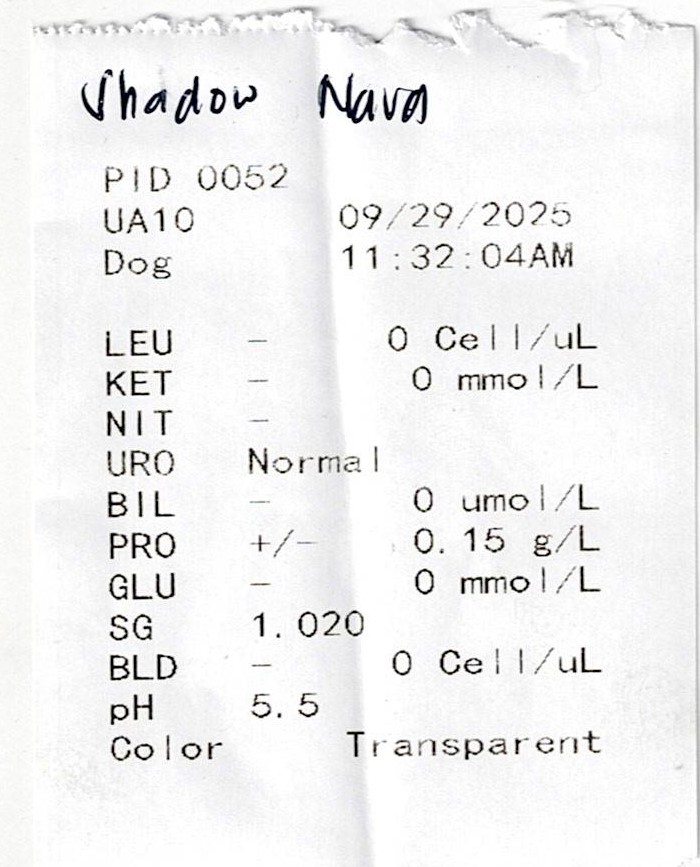 Shadow Nava
PID 0052
UA10 09/29/2025
Dog 11:32:04AM
LEU - 0 Cell/uL
KET - 0 mmol/L
NIT -
URO Normal
BIL - 0 umol/L
PRO +/- 0.15 g/L
GLU - 0 mmol/L
SG 1.020
BLD - 0 Cell/uL
pH 5.5
Color Transparent